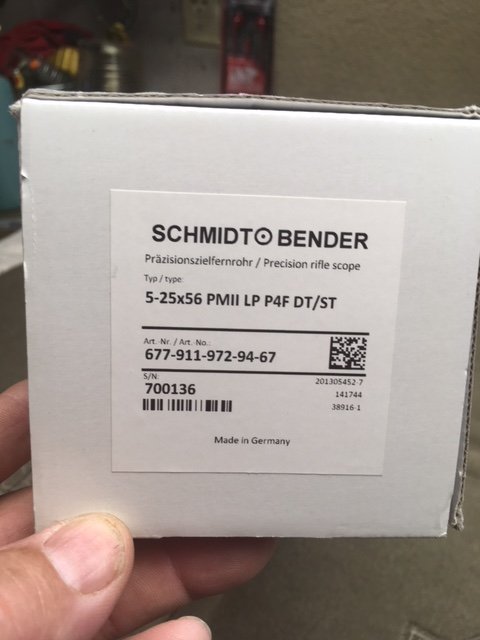 SCHMIDT BENDER
Präzisionszielfernrohr / Precision rifle scope
Typ / type:
5-25x56 PMII LP P4F DT/ST
Art.-Nr. / Art.-No.:
677-911-972-94-67
S/N:
700136
201305452-7
141744
38916-1
Made in Germany